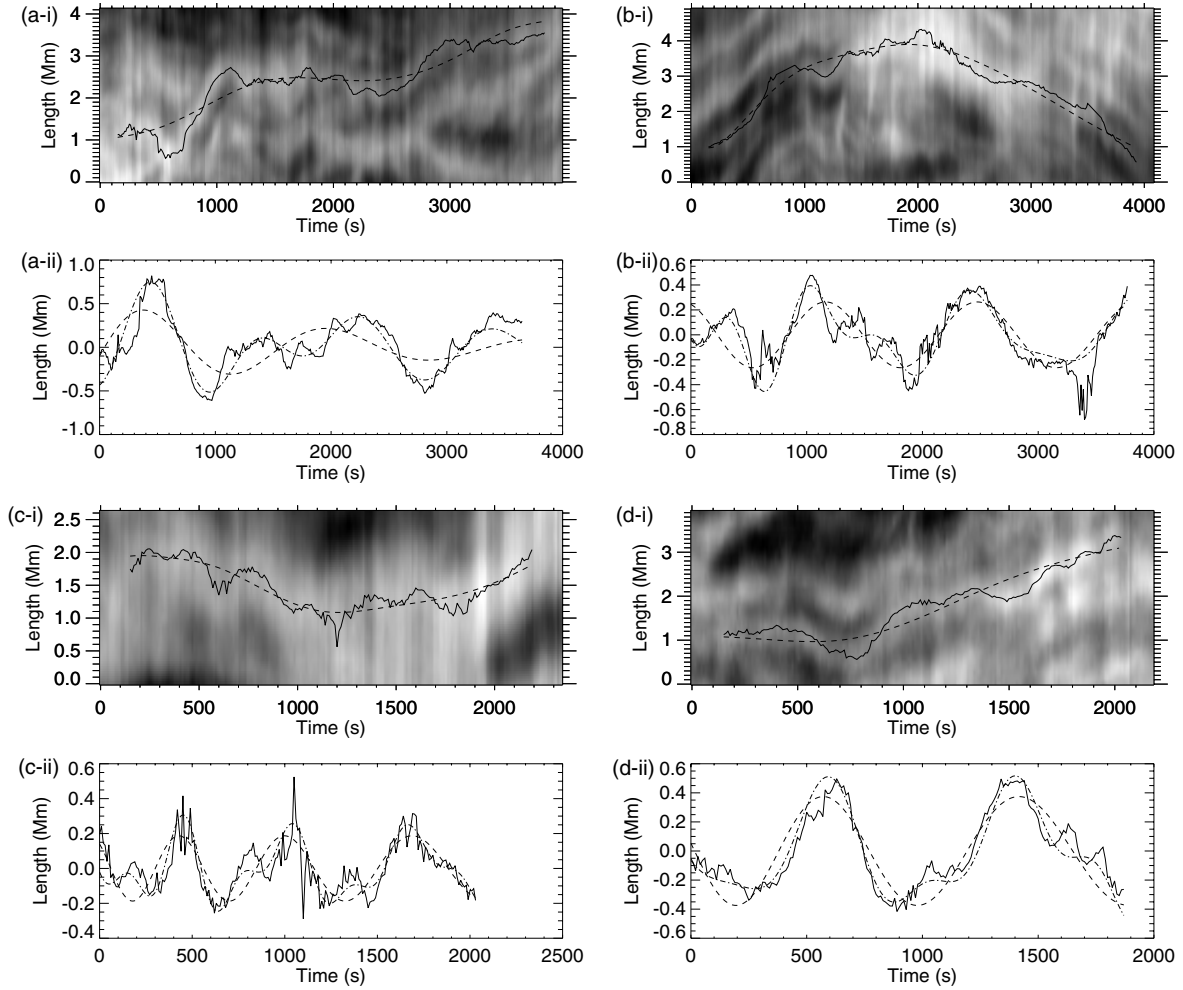 (a-i)
Length (Mm)
4
3
2
1
0
0 1000 2000 3000
Time (s)
(b-i)
Length (Mm)
4
3
2
1
0
0 1000 2000 3000 4000
Time (s)
(a-ii)
Length (Mm)
1.0
0.5
0.0
-0.5
-1.0
0 1000 2000 3000 4000
Time (s)
(b-ii)
Length (Mm)
0.6
0.4
0.2
0.0
-0.2
-0.4
-0.6
-0.8
0 1000 2000 3000 4000
Time (s)
(c-i)
Length (Mm)
2.5
2.0
1.5
1.0
0.5
0.0
0 500 1000 1500 2000
Time (s)
(d-i)
Length (Mm)
3
2
1
0
0 500 1000 1500 2000
Time (s)
(c-ii)
Length (Mm)
0.6
0.4
0.2
0.0
-0.2
-0.4
0 500 1000 1500 2000 2500
Time (s)
(d-ii)
Length (Mm)
0.6
0.4
0.2
0.0
-0.2
-0.4
-0.6
0 500 1000 1500 2000
Time (s)